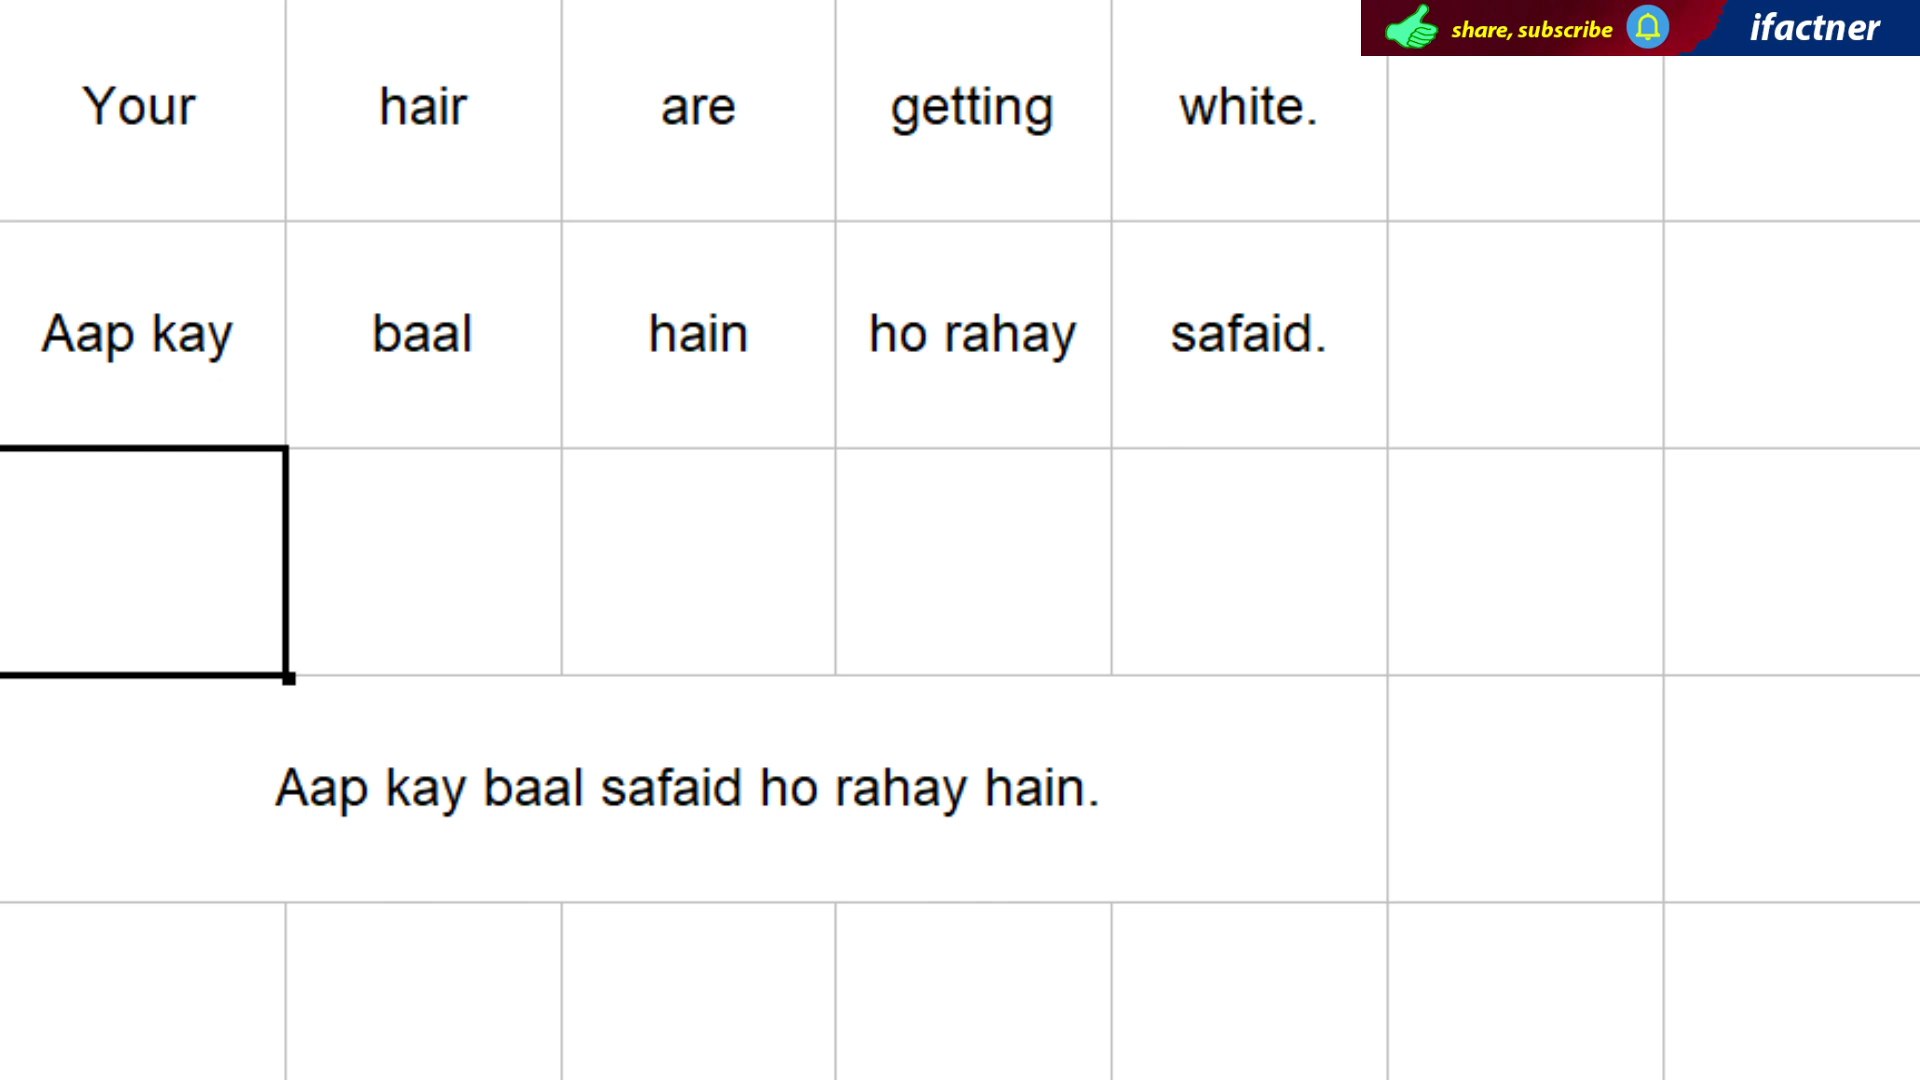 share, subscribe ifactner
Your hair are getting white.
Aap kay baal hain ho rahay safaid.
Aap kay baal safaid ho rahay hain.